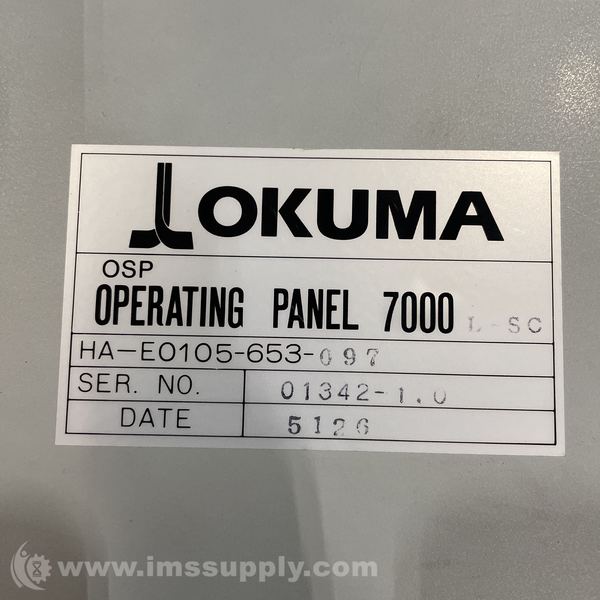 OKUMA
OSP
OPERATING PANEL 7000 L-SC
HA-E0105-653-097
SER. NO. 01342-1.0
DATE 5126
www.imssupply.com